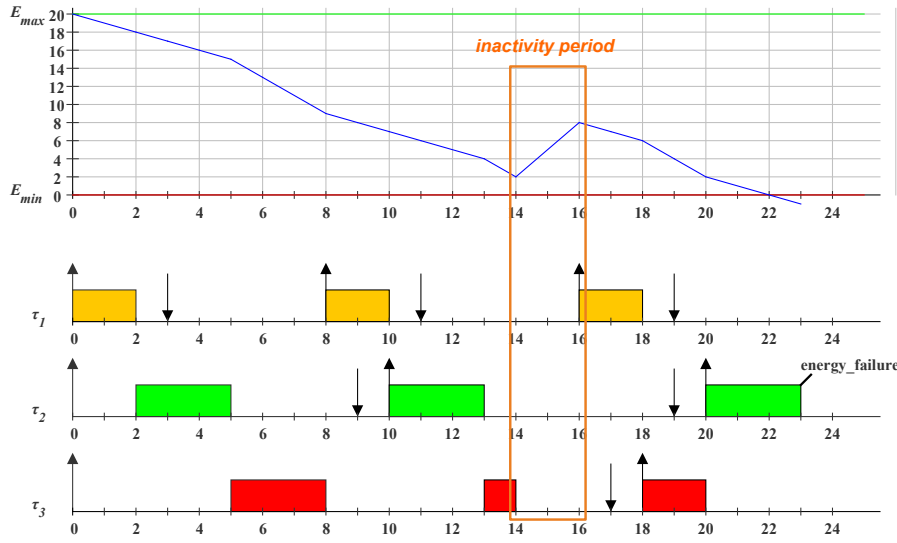 E_max 20
18
inactivity period
16
14
12
10
8
6
4
2
E_min 0
0 2 4 6 8 10 12 14 16 18 20 22 24
τ_1
0 2 4 6 8 10 12 14 16 18 20 22 24
energy_failure
τ_2
0 2 4 6 8 10 12 14 16 18 20 22 24
τ_3
0 2 4 6 8 10 12 14 16 18 20 22 24